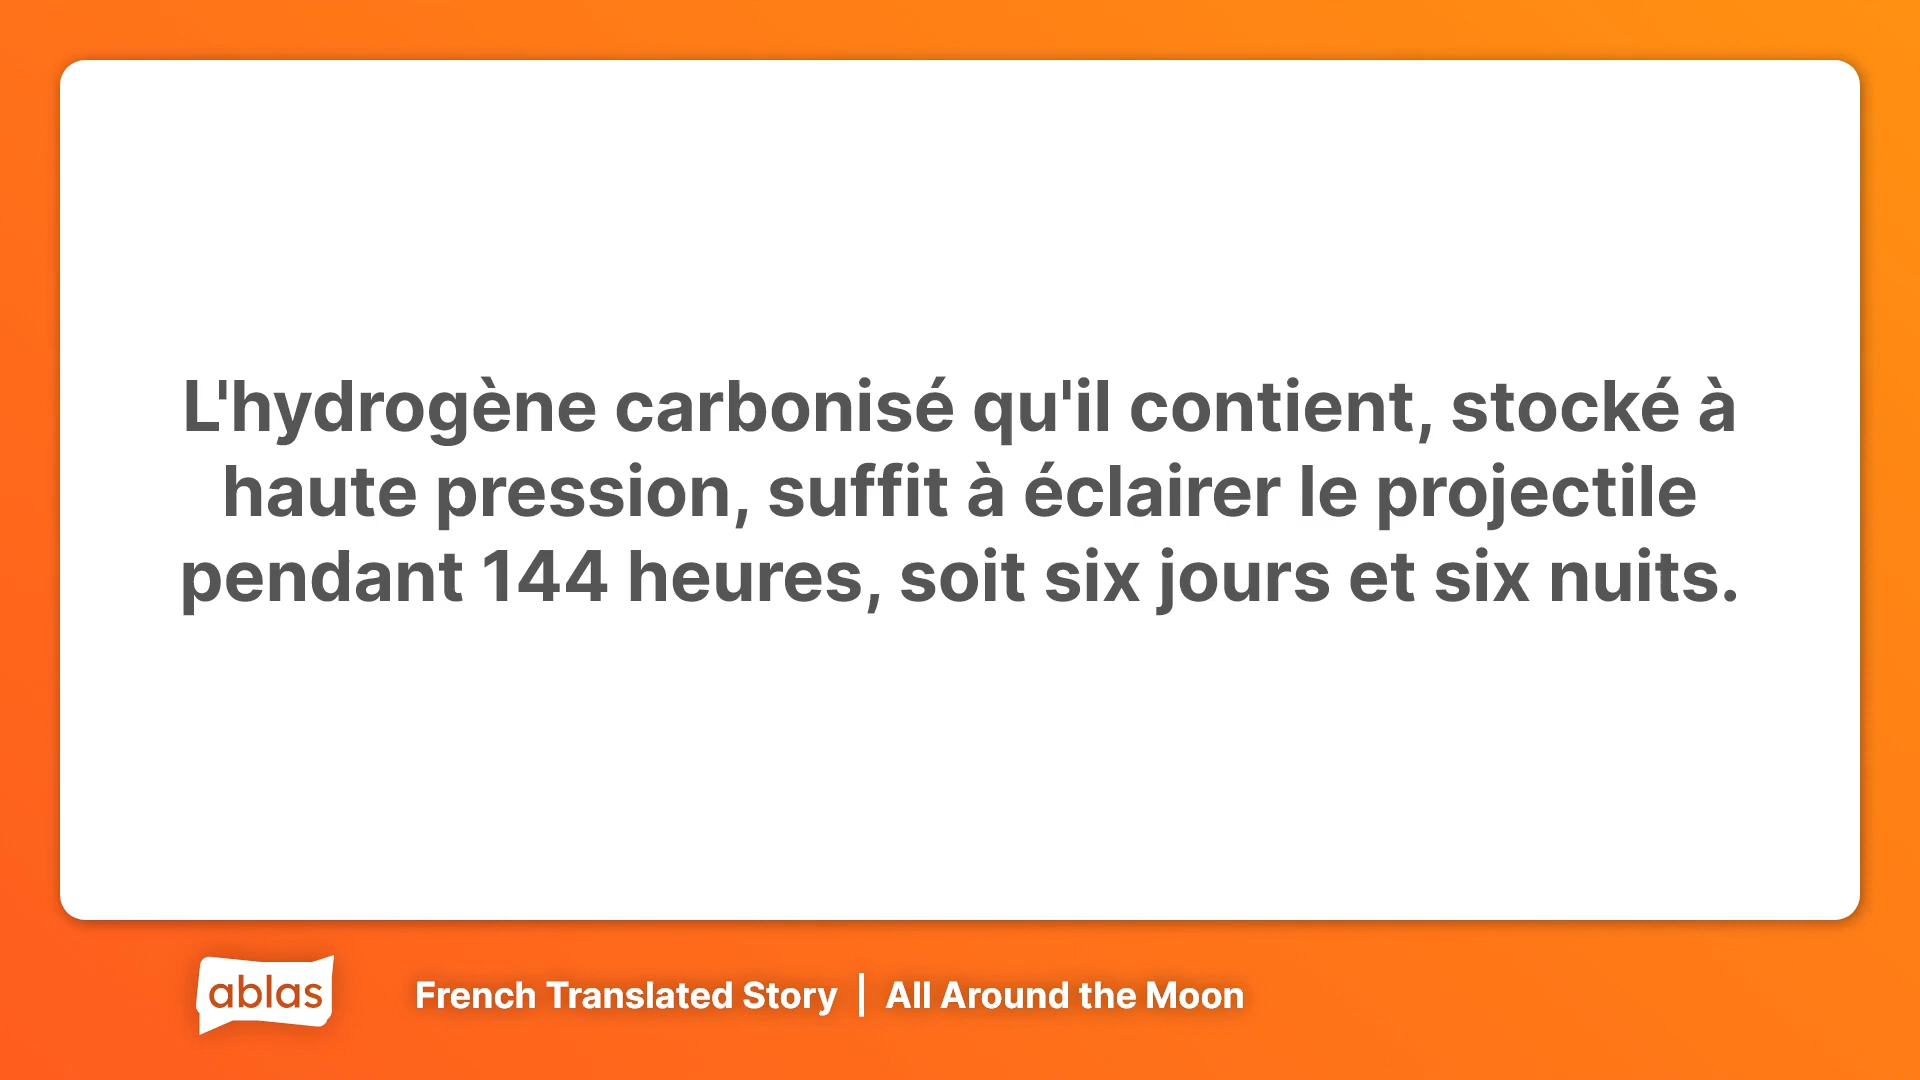 L'hydrogène carbonisé qu'il contient, stocké à
haute pression, suffit à éclairer le projectile
pendant 144 heures, soit six jours et six nuits.
ablas
French Translated Story | All Around the Moon